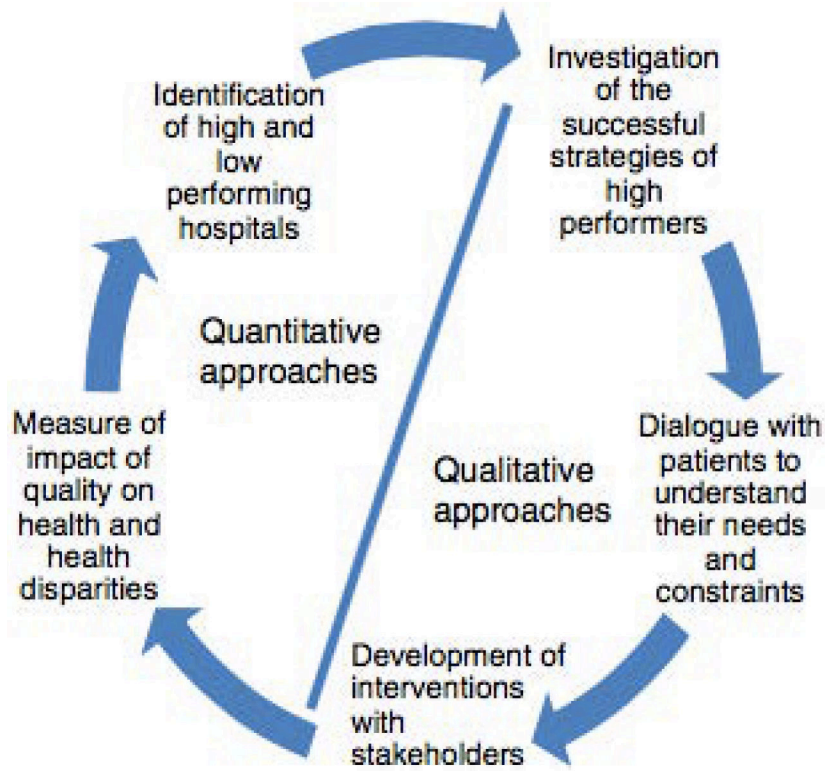 Identification
of high and
low
performing
hospitals
Investigation
of the
successful
strategies of
high
performers
Quantitative
approaches
Measure of
impact of
quality on
health and
health
disparities
Qualitative
approaches
Dialogue with
patients to
understand
their needs
and
constraints
Development of
interventions
with
stakeholders